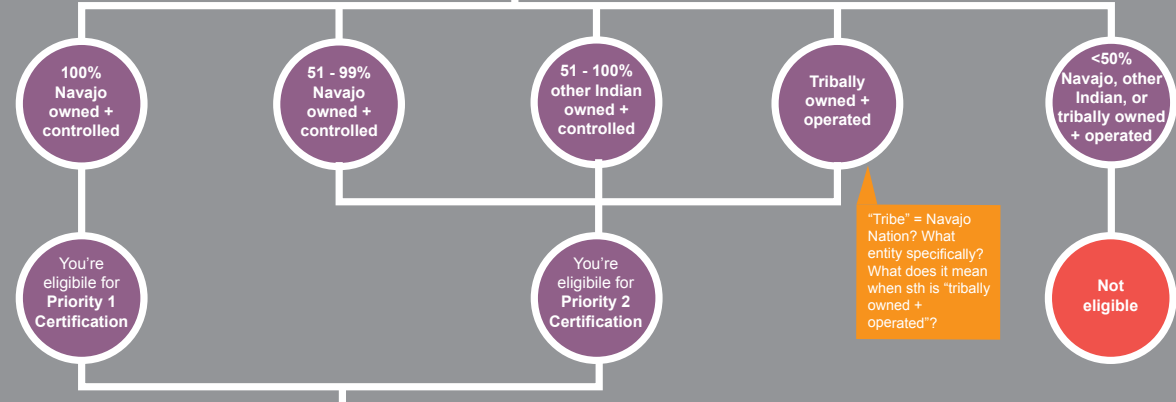 100%
Navajo
owned +
controlled
51 - 99%
Navajo
owned +
controlled
51 - 100%
other Indian
owned +
controlled
Tribally
owned +
operated
<50%
Navajo, other
Indian, or
tribally owned
+ operated
You're
eligibile for
Priority 1
Certification
You're
eligibile for
Priority 2
Certification
“Tribe” = Navajo
Nation? What
entity specifically?
What does it mean
when sth is “tribally
owned +
operated”?
Not
eligible